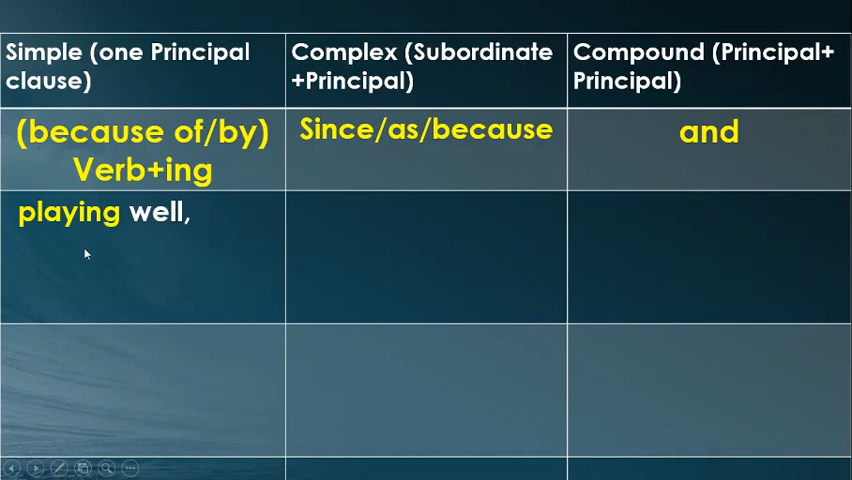 Simple (one Principal
clause)
Complex (Subordinate
+Principal)
Compound (Principal+
Principal)
(because of/by)
Verb+ing
Since/as/because
and
playing well,